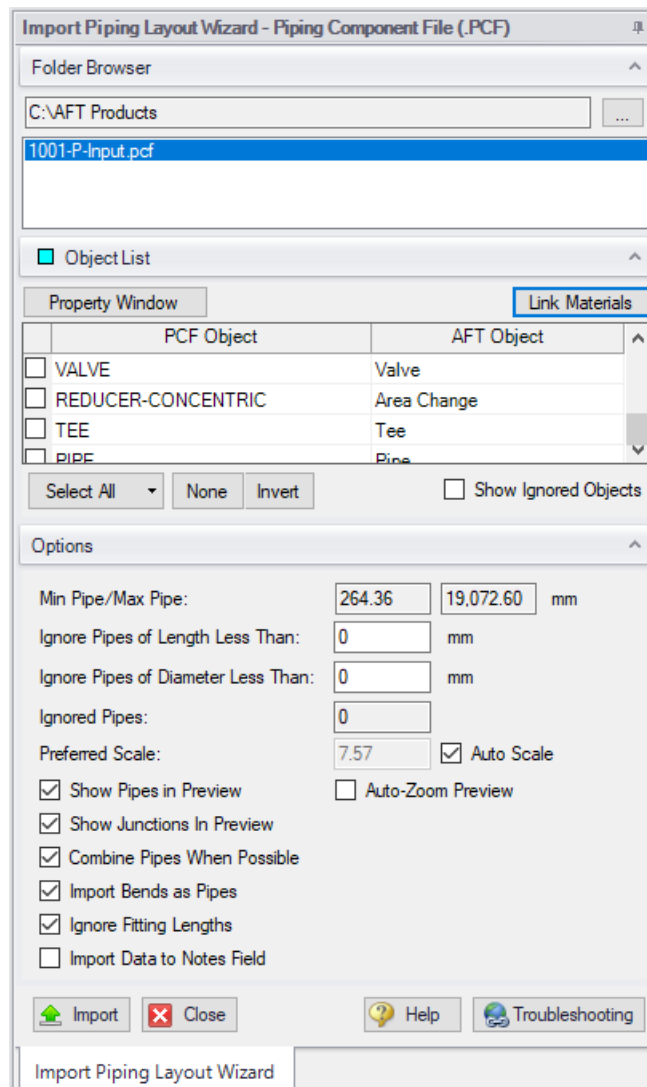 Import Piping Layout Wizard - Piping Component File (.PCF)
Folder Browser
C:\AFT Products
...
1001-P-Input.pcf
Object List
Property Window Link Materials
PCF Object AFT Object
VALVE Valve
REDUCER-CONCENTRIC Area Change
TEE Tee
PIPE Pipe
Select All None Invert Show Ignored Objects
Options
Min Pipe/Max Pipe: 264.36 19,072.60 mm
Ignore Pipes of Length Less Than: 0 mm
Ignore Pipes of Diameter Less Than: 0 mm
Ignored Pipes: 0
Preferred Scale: 7.57 Auto Scale
Show Pipes in Preview Auto-Zoom Preview
Show Junctions In Preview
Combine Pipes When Possible
Import Bends as Pipes
Ignore Fitting Lengths
Import Data to Notes Field
Import Close Help Troubleshooting
Import Piping Layout Wizard